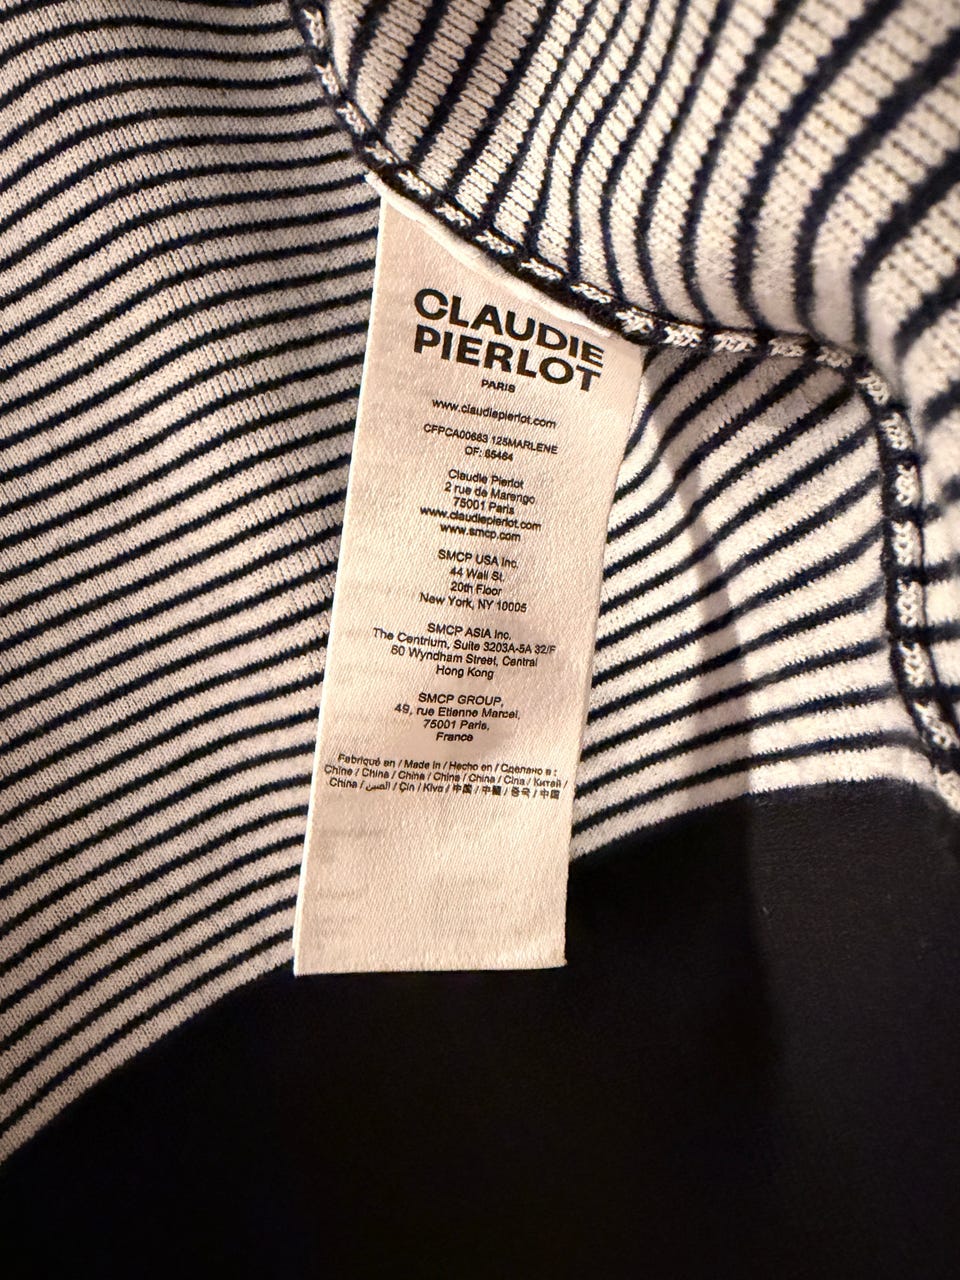 CLAUDIE
PIERLOT
PARIS
www.claudiepierlot.com
CFPCA00683 125MARLENE
OF: 65464
Claudie Pierlot
2 rue de Marengo
75001 Paris
www.claudiepierlot.com
www.smcp.com
SMCP USA Inc.
44 Wall St.
20th Floor
New York, NY 10005
SMCP ASIA Inc.
The Centrium, Suite 3203A-5A 32/F
60 Wyndham Street, Central
Hong Kong
SMCP GROUP,
49, rue Etienne Marcel,
75001 Paris,
France
Fabriqué en / Made in / Hecho en / Сделано в :
Chine / China / China / China / China / Cina / Китай /
China / الصين / Çin / Κίνα / 中国 / 中國 / 중국 / 中国